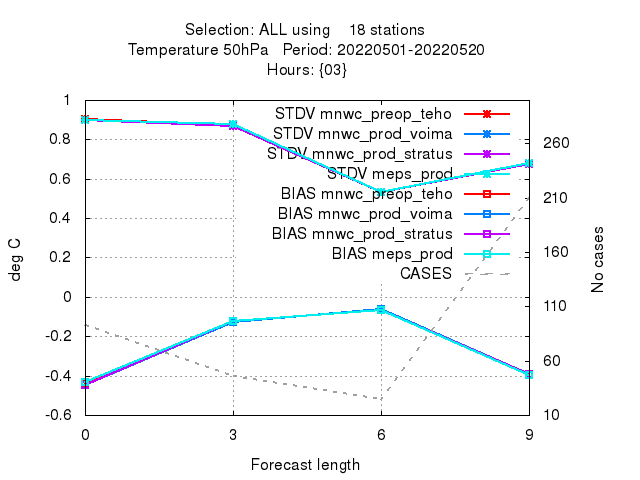 Selection: ALL using 18 stations
Temperature 50hPa Period: 20220501-20220520
Hours: {03}
STDV mnwc_preop_teho
STDV mnwc_prod_voima
STDV mnwc_prod_stratus
STDV meps_prod
BIAS mnwc_preop_teho
BIAS mnwc_prod_voima
BIAS mnwc_prod_stratus
BIAS meps_prod
CASES
deg C
1
0.8
0.6
0.4
0.2
0
-0.2
-0.4
-0.6
No cases
260
210
160
110
60
10
0 3 6 9
Forecast length